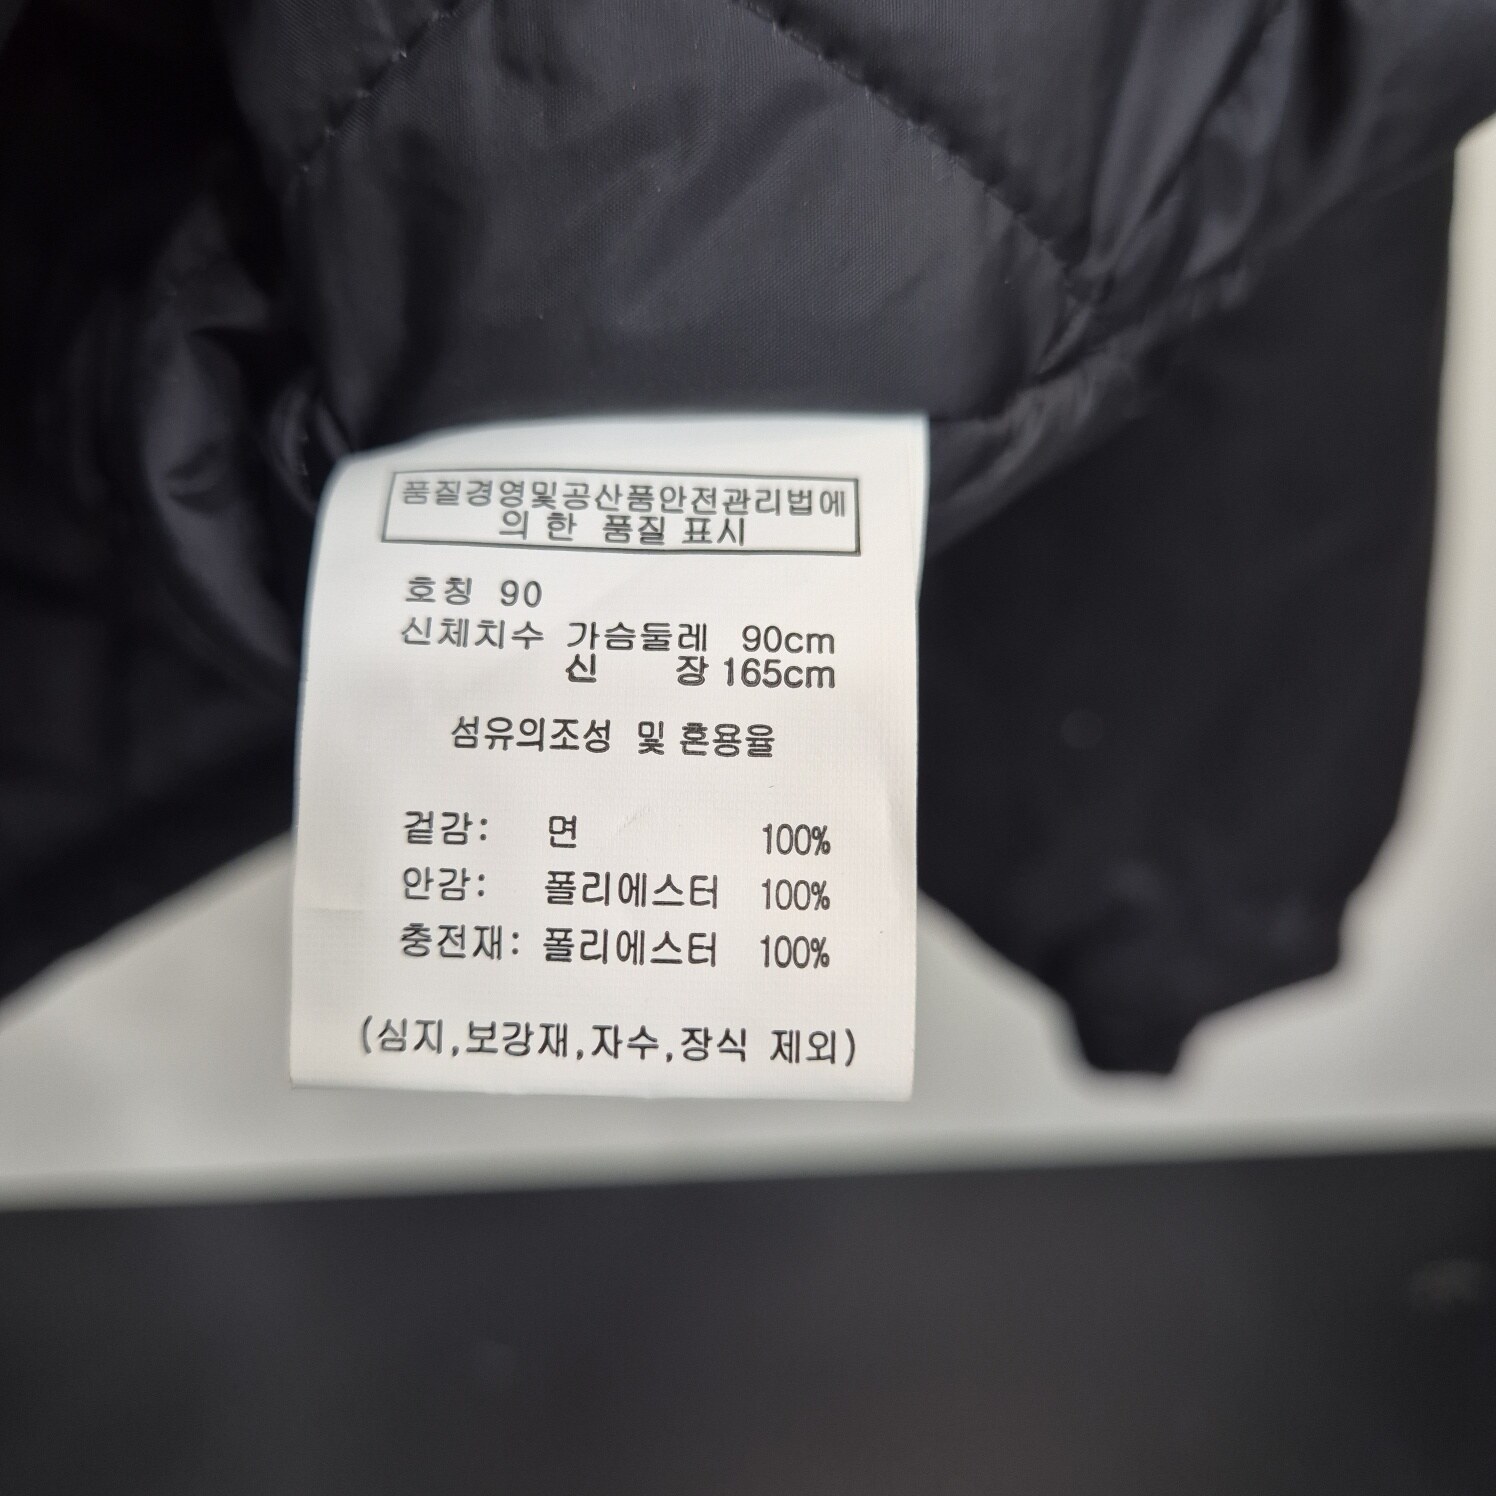 품질경영및공산품안전관리법에
의 한 품질 표시
호칭 90
신체치수 가슴둘레 90cm
신 장 165cm
섬유의조성 및 혼용율
겉감: 면 100%
안감: 폴리에스터 100%
충전재: 폴리에스터 100%
(심지,보강재,자수,장식 제외)